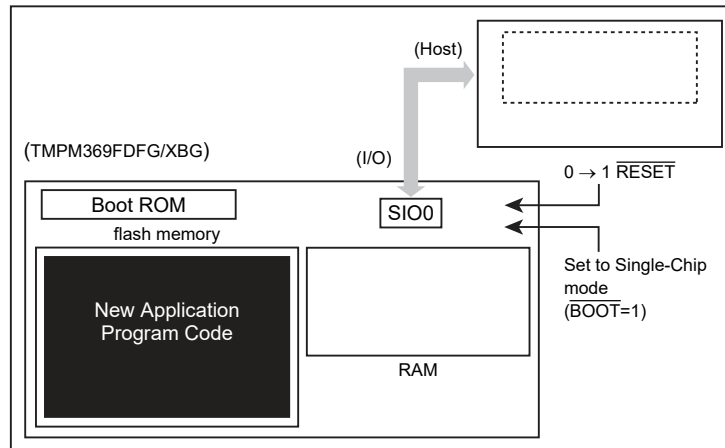 (Host)
(TMPM369FDFG/XBG)
(I/O)
0 → 1 RESET
Boot ROM
SIO0
flash memory
Set to Single-Chip
mode
(BOOT=1)
New Application
Program Code
RAM